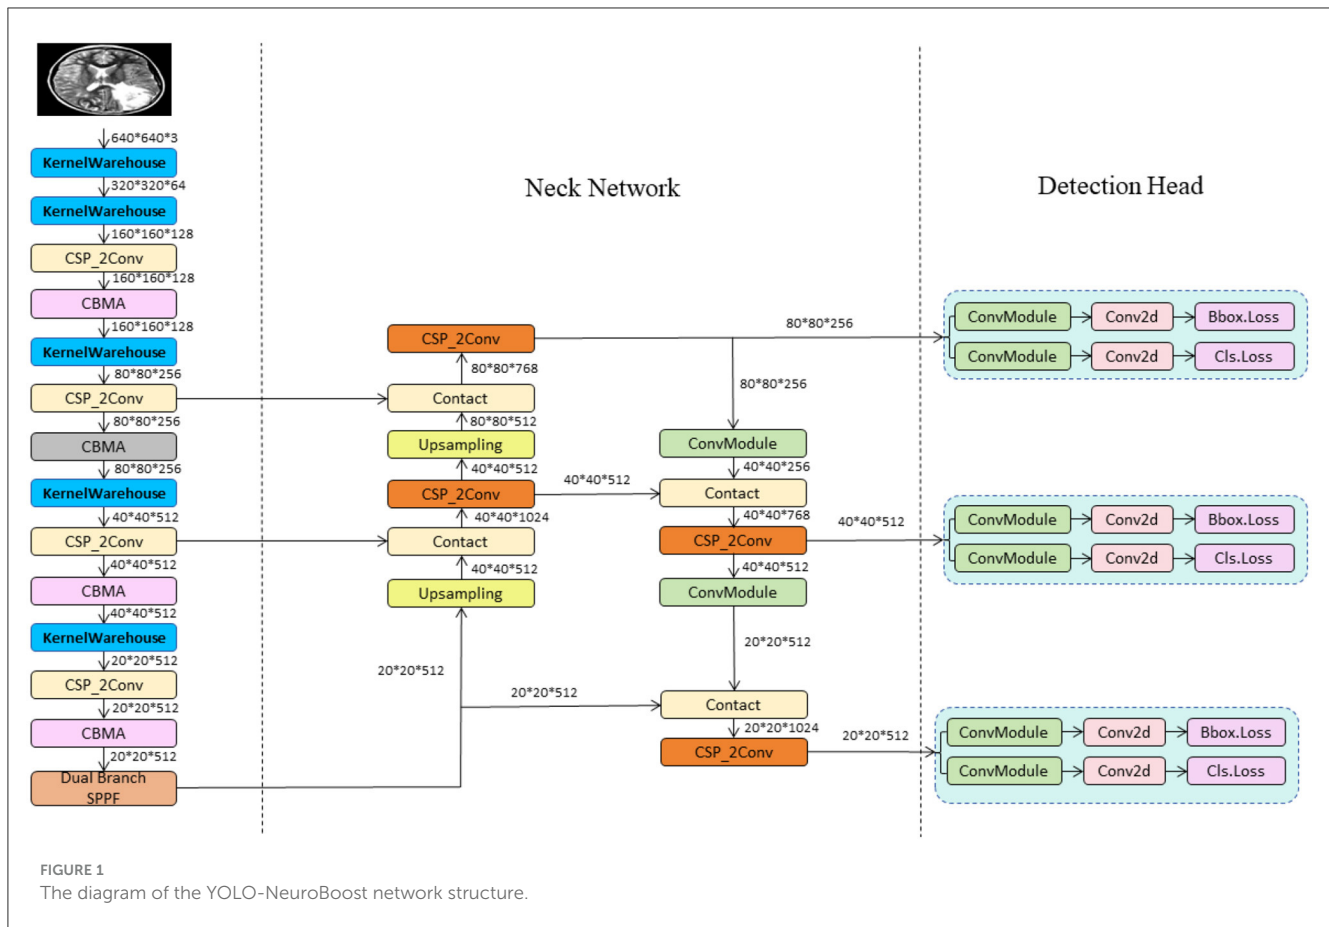 640*640*3
KernelWarehouse
320*320*64
KernelWarehouse
160*160*128
CSP_2Conv
160*160*128
CBMA
160*160*128
KernelWarehouse
80*80*256
CSP_2Conv
80*80*256
CBMA
80*80*256
KernelWarehouse
40*40*512
CSP_2Conv
40*40*512
CBMA
40*40*512
KernelWarehouse
20*20*512
CSP_2Conv
20*20*512
CBMA
20*20*512
Dual Branch
SPPF
Neck Network
CSP_2Conv
80*80*768
Contact
80*80*512
Upsampling
40*40*512
CSP_2Conv
40*40*1024
Contact
40*40*512
Upsampling
20*20*512
20*20*512
40*40*512
80*80*256
80*80*256
ConvModule
40*40*256
Contact
40*40*768
CSP_2Conv
40*40*512
ConvModule
20*20*512
Contact
20*20*1024
CSP_2Conv
40*40*512
20*20*512
Detection Head
ConvModule
Conv2d
Bbox.Loss
ConvModule
Conv2d
Cls.Loss
ConvModule
Conv2d
Bbox.Loss
ConvModule
Conv2d
Cls.Loss
ConvModule
Conv2d
Bbox.Loss
ConvModule
Conv2d
Cls.Loss
FIGURE 1
The diagram of the YOLO-NeuroBoost network structure.